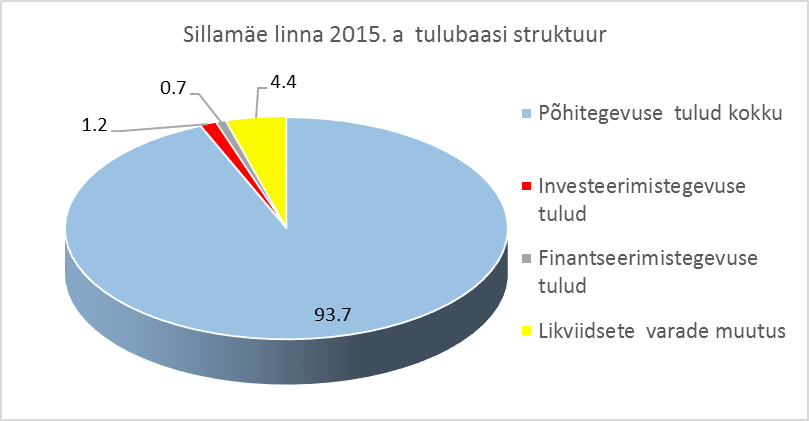 Sillamäe linna 2015. a tulubaasi struktuur
4.4
0.7
1.2
93.7
Põhitegevuse tulud kokku
Investeerimistegevuse
tulud
Finantseerimistegevuse
tulud
Likviidsete varade muutus